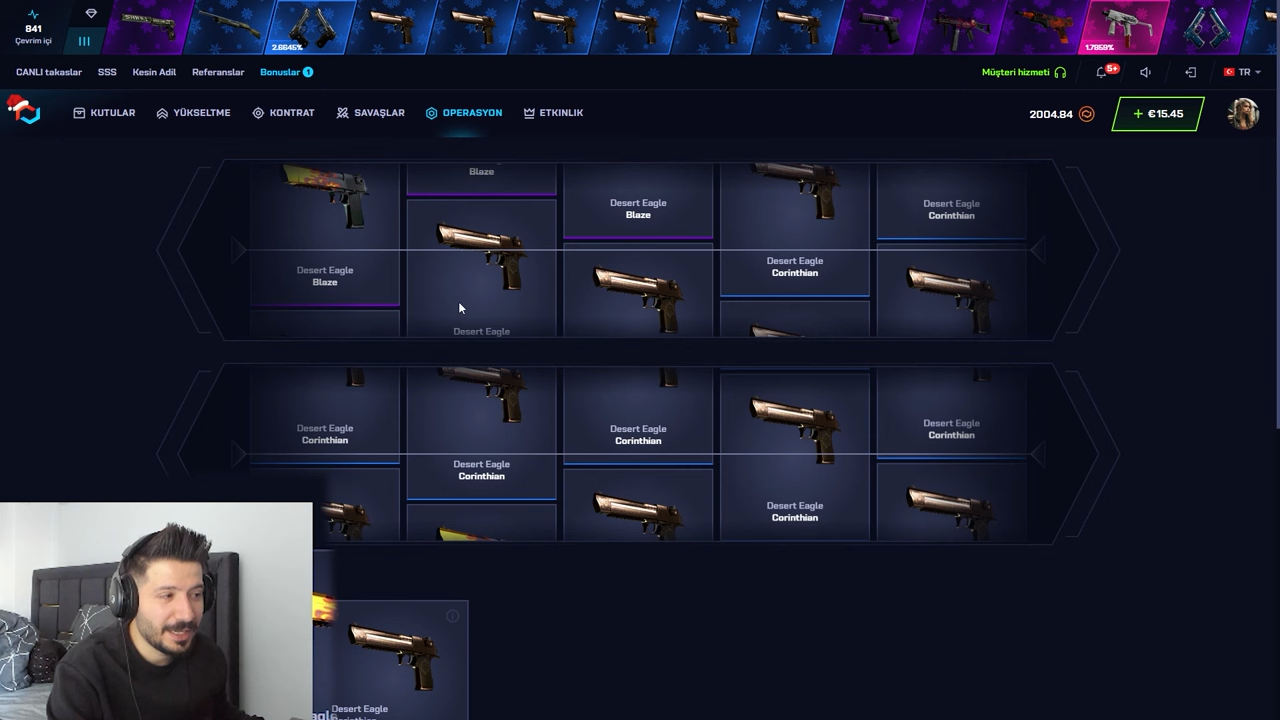 841
Çevrim içi
2.6645%
1.7859%
CANLI takaslar
SSS
Kesin Adil
Referanslar
Bonuslar 1
Müşteri hizmeti
5+
TR
KUTULAR
YÜKSELTME
KONTRAT
SAVAŞLAR
OPERASYON
ETKINLIK
2004.84
+ €15.45
Desert Eagle
Blaze
Blaze
Desert Eagle
Desert Eagle
Blaze
Desert Eagle
Corinthian
Desert Eagle
Corinthian
Desert Eagle
Corinthian
Desert Eagle
Corinthian
Desert Eagle
Corinthian
Desert Eagle
Corinthian
Desert Eagle
Corinthian
Desert Eagle